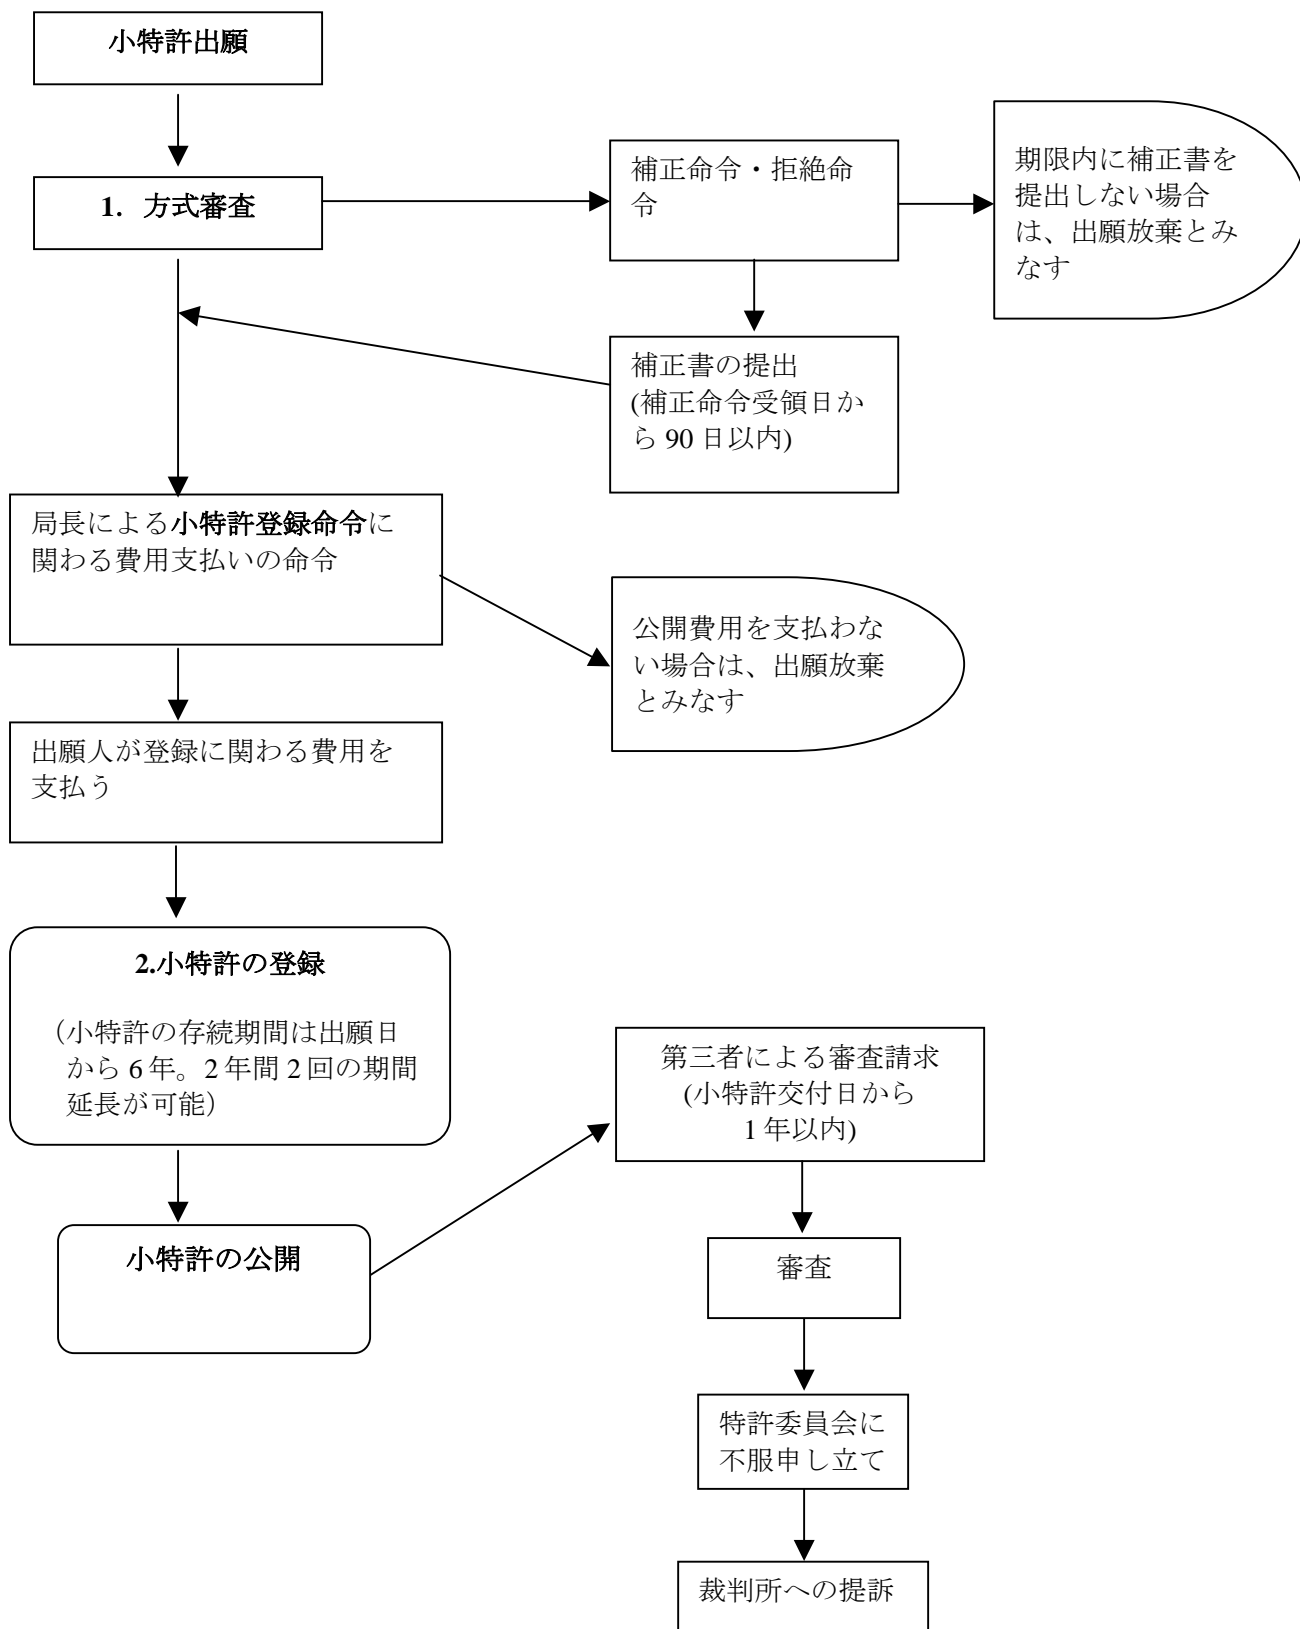 小特許出願
1. 方式審査
補正命令・拒絶命
令
期限内に補正書を
提出しない場合
は、出願放棄とみ
なす
補正書の提出
(補正命令受領日か
ら 90 日以内)
局長による小特許登録命令に
関わる費用支払いの命令
公開費用を支払わな
い場合は、出願放棄
とみなす
出願人が登録に関わる費用を
支払う
2.小特許の登録
（小特許の存続期間は出願日
から 6 年。2 年間 2 回の期間
延長が可能）
小特許の公開
第三者による審査請求
(小特許交付日から
1 年以内)
審査
特許委員会に
不服申し立て
裁判所への提訴